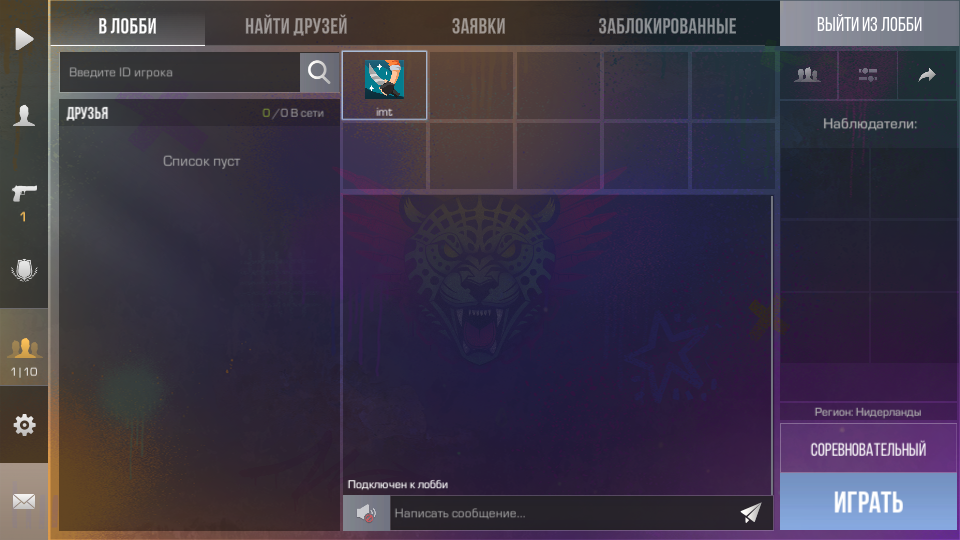 В ЛОББИ
НАЙТИ ДРУЗЕЙ
ЗАЯВКИ
ЗАБЛОКИРОВАННЫЕ
ВЫЙТИ ИЗ ЛОББИ
Введите ID игрока
ДРУЗЬЯ
0/0 В сети
Список пуст
imt
Наблюдатели:
1
1|10
Регион: Нидерланды
СОРЕВНОВАТЕЛЬНЫЙ
Подключен к лобби
Написать сообщение...
ИГРАТЬ